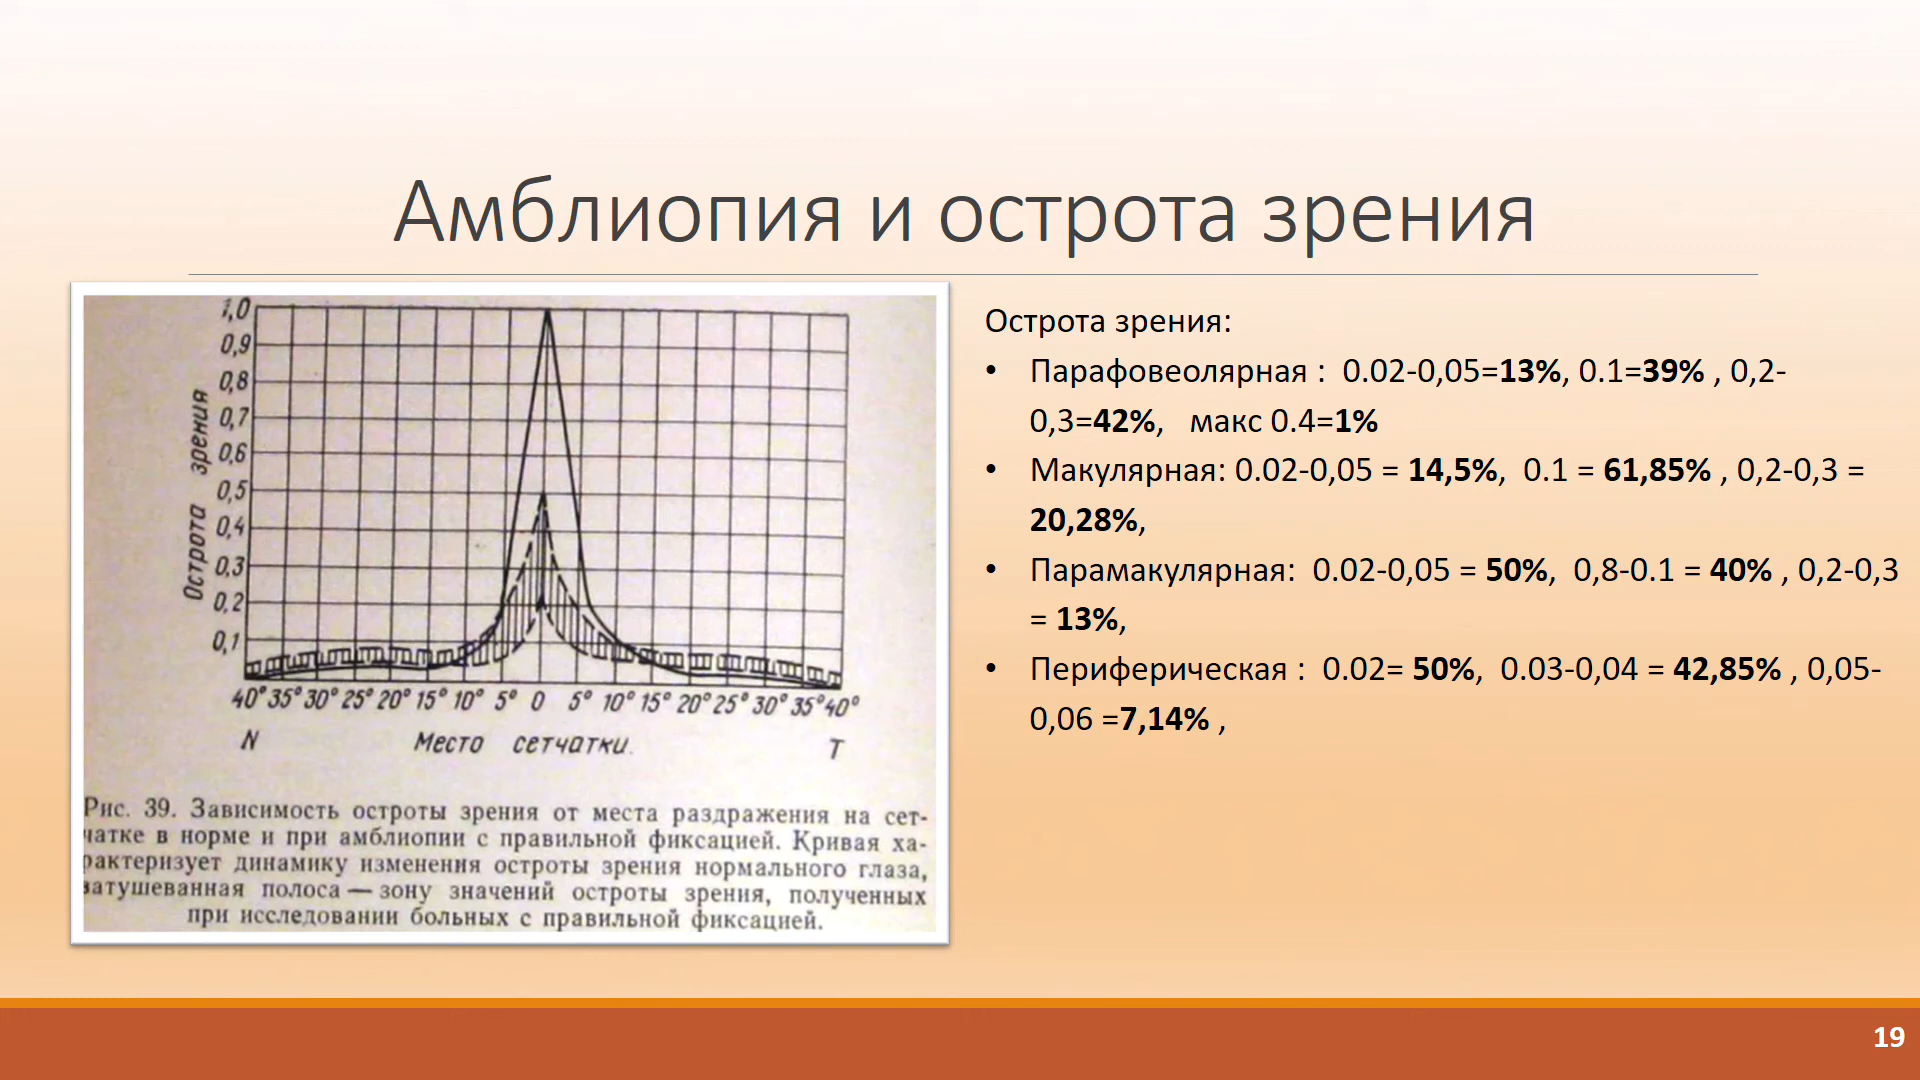 Амблиопия и острота зрения
1,0
0,9
0,8
0,7
0,6
0,5
0,4
0,3
0,2
0,1
Острота зрения
40° 35° 30° 25° 20° 15° 10° 5° 0 5° 10° 15° 20° 25° 30° 35° 40°
N Место сетчатки. T
Рис. 39. Зависимость остроты зрения от места раздражения на сет-
чатке в норме и при амблиопии с правильной фиксацией. Кривая ха-
рактеризует динамику изменения остроты зрения нормального глаза,
затушеванная полоса — зону значений остроты зрения, полученных
при исследовании больных с правильной фиксацией.
Острота зрения:
• Парафовеолярная : 0.02-0,05=13%, 0.1=39% , 0,2-
0,3=42%, макс 0.4=1%
• Макулярная: 0.02-0,05 = 14,5%, 0.1 = 61,85% , 0,2-0,3 =
20,28%,
• Парамакулярная: 0.02-0,05 = 50%, 0,8-0.1 = 40% , 0,2-0,3
= 13%,
• Периферическая : 0.02= 50%, 0.03-0,04 = 42,85% , 0,05-
0,06 =7,14% ,
19